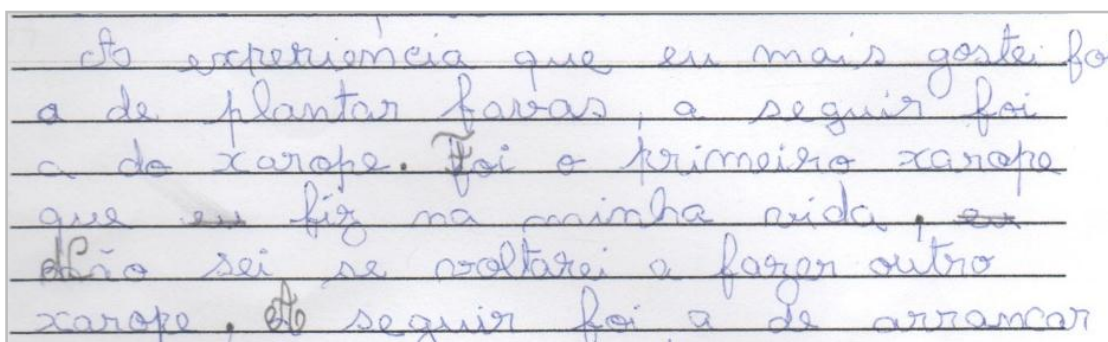 A experiência que eu mais gostei foi
a de plantar favas, a seguir foi
a do xarope. Foi o primeiro xarope
que eu fiz na minha vida, eu
Não sei se voltarei a fazer outro
xarope. A seguir foi a de arrancar